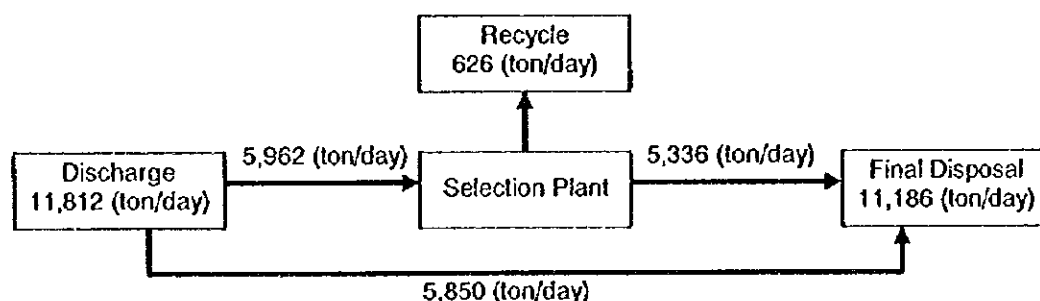 Recycle
626 (ton/day)
5,962 (ton/day)
5,336 (ton/day)
Discharge
11,812 (ton/day)
Selection Plant
Final Disposal
11,186 (ton/day)
5,850 (ton/day)